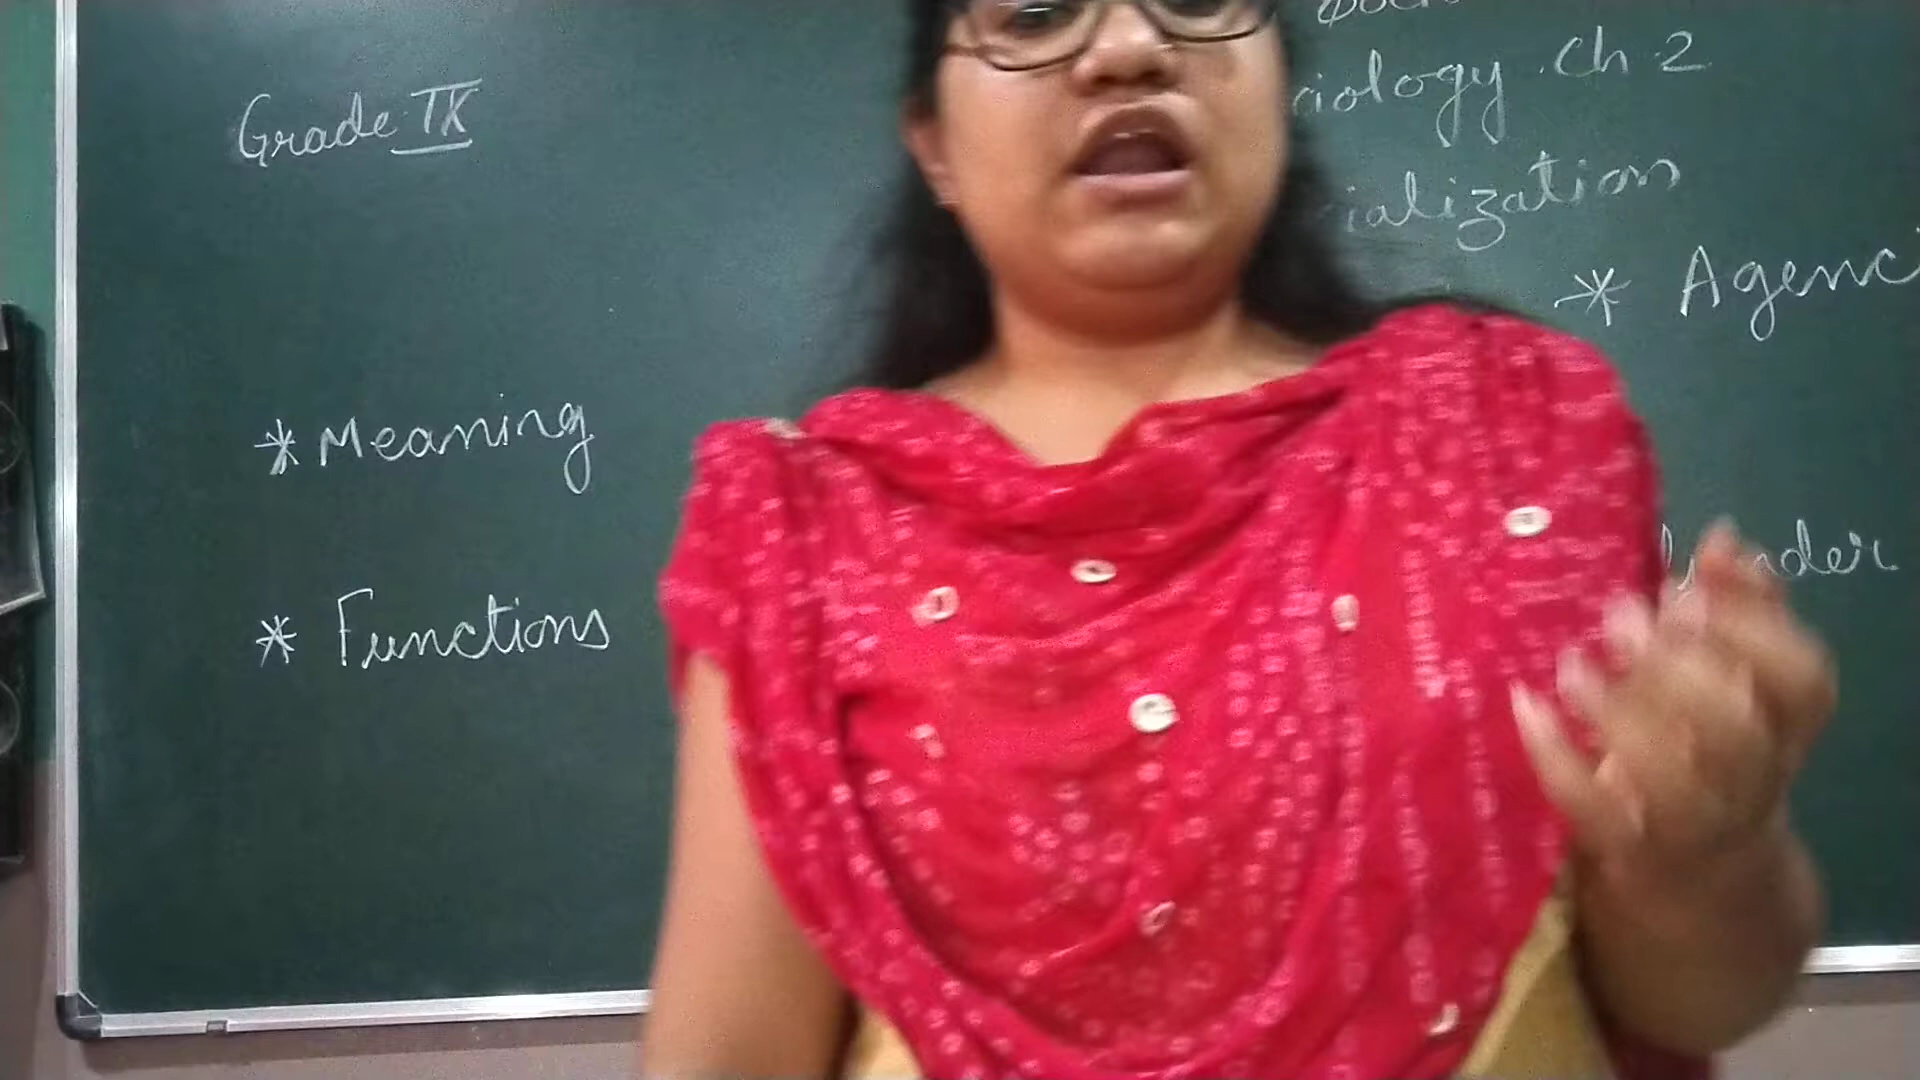 Grade IX
ciology Ch 2
ialization
* Agenc
* Meaning
nder
* Functions